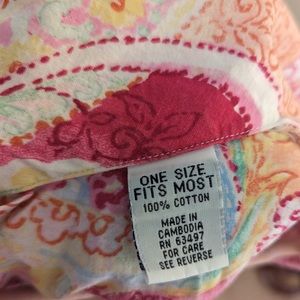 ONE SIZE
FITS MOST
100% COTTON
MADE IN
CAMBODIA
RN 63497
FOR CARE
SEE REVERSE